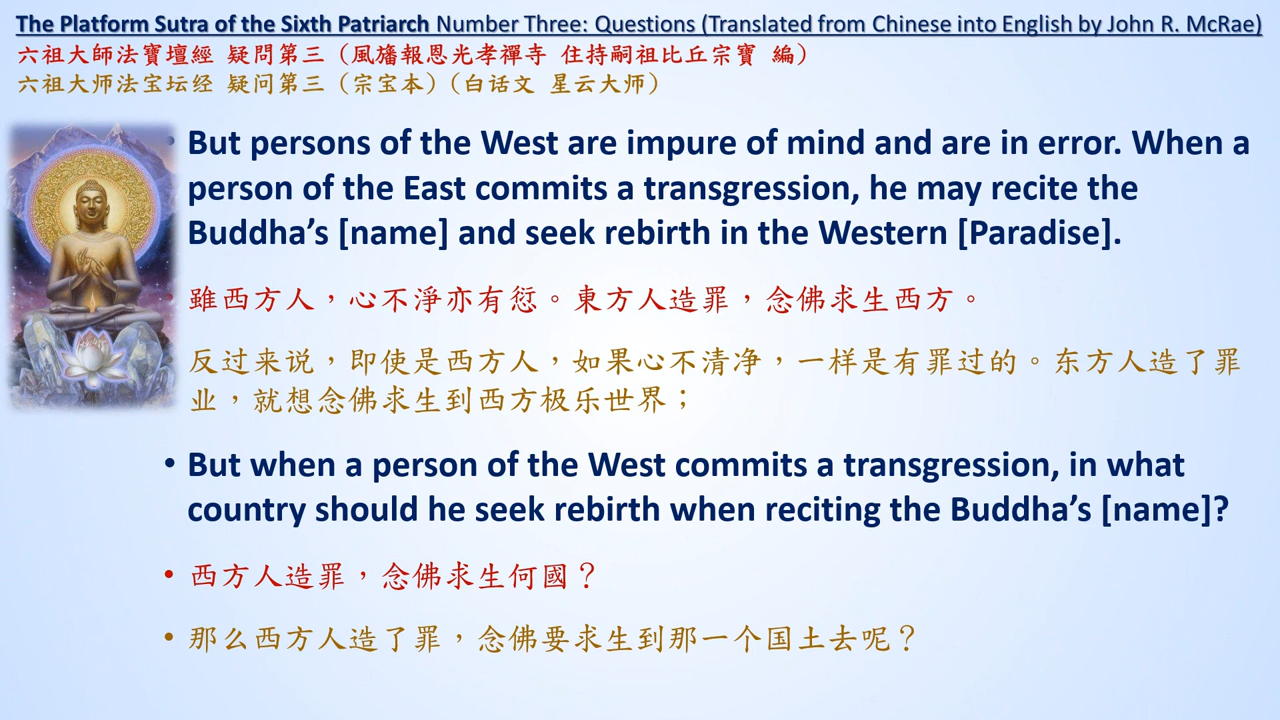 The Platform Sutra of the Sixth Patriarch Number Three: Questions (Translated from Chinese into English by John R. McRae)
六祖大師法寶壇經 疑問第三（風旛報恩光孝禪寺 住持嗣祖比丘宗寶 編）
六祖大师法宝坛经 疑问第三（宗宝本）（白话文 星云大师）
• But persons of the West are impure of mind and are in error. When a
person of the East commits a transgression, he may recite the
Buddha’s [name] and seek rebirth in the Western [Paradise].
• 雖西方人，心不淨亦有愆。東方人造罪，念佛求生西方。
反过来说，即使是西方人，如果心不清净，一样是有罪过的。东方人造了罪
业，就想念佛求生到西方极乐世界；
• But when a person of the West commits a transgression, in what
country should he seek rebirth when reciting the Buddha’s [name]?
• 西方人造罪，念佛求生何國？
• 那么西方人造了罪，念佛要求生到那一个国土去呢？